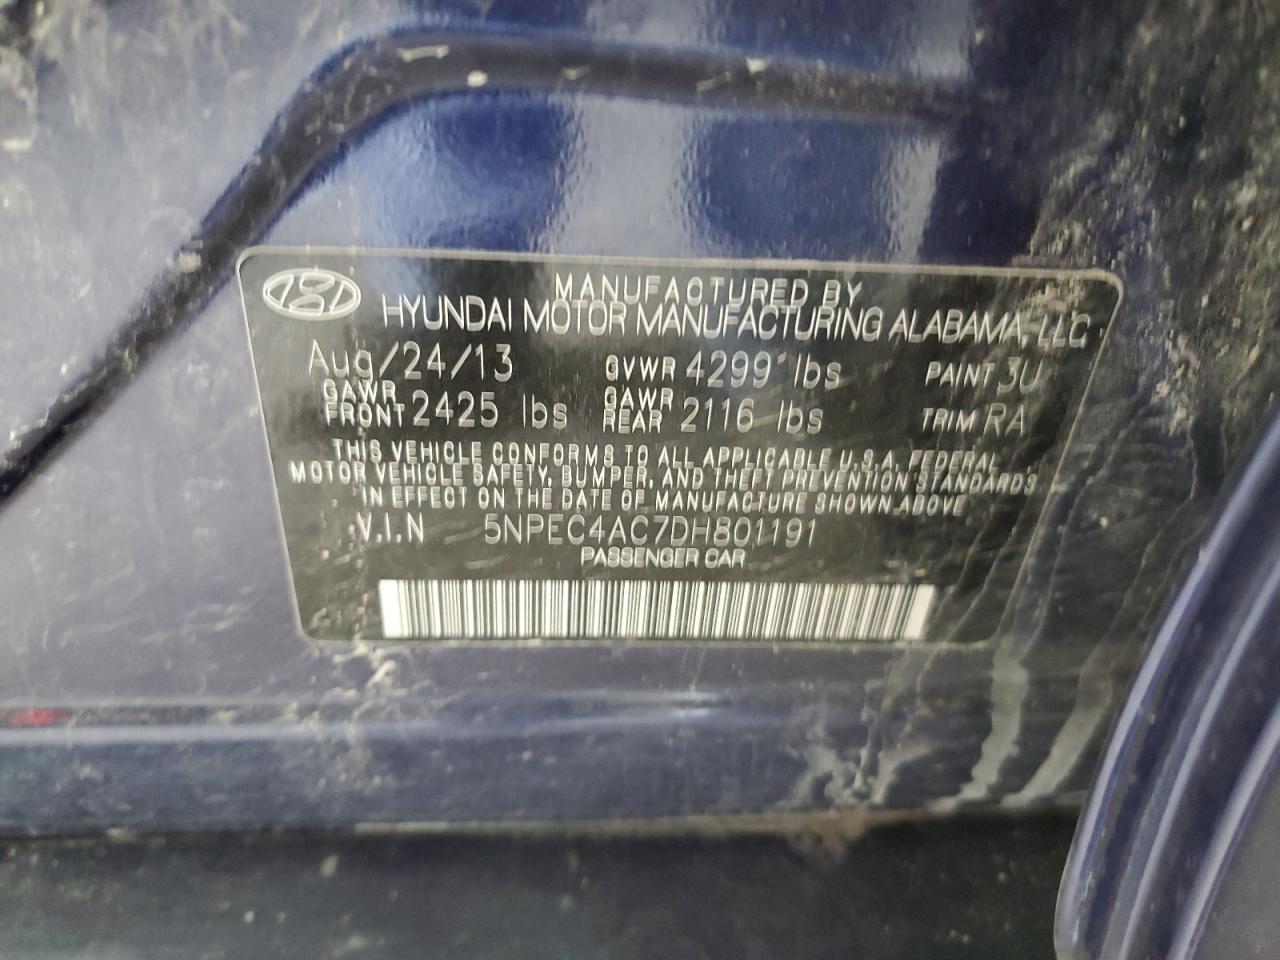 MANUFACTURED BY
HYUNDAI MOTOR MANUFACTURING ALABAMA, LLC
Aug/24/13 GVWR 4299 lbs PAINT 3U
GAWR FRONT 2425 lbs GAWR REAR 2116 lbs TRIM RA
THIS VEHICLE CONFORMS TO ALL APPLICABLE U.S.A. FEDERAL
MOTOR VEHICLE SAFETY, BUMPER, AND THEFT PREVENTION STANDARDS
IN EFFECT ON THE DATE OF MANUFACTURE SHOWN ABOVE
V.I.N 5NPEC4AC7DH801191
PASSENGER CAR